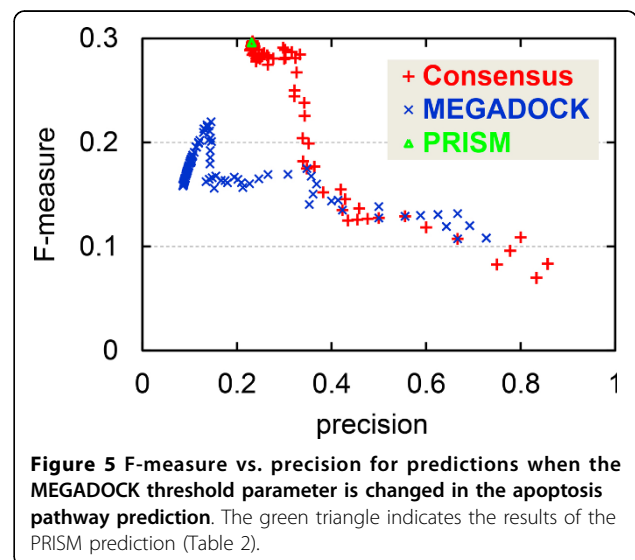 0.3
0.2
0.1
0
F-measure
+ Consensus
× MEGADOCK
PRISM
0 0.2 0.4 0.6 0.8 1
precision
Figure 5 F-measure vs. precision for predictions when the
MEGADOCK threshold parameter is changed in the apoptosis
pathway prediction. The green triangle indicates the results of the
PRISM prediction (Table 2).